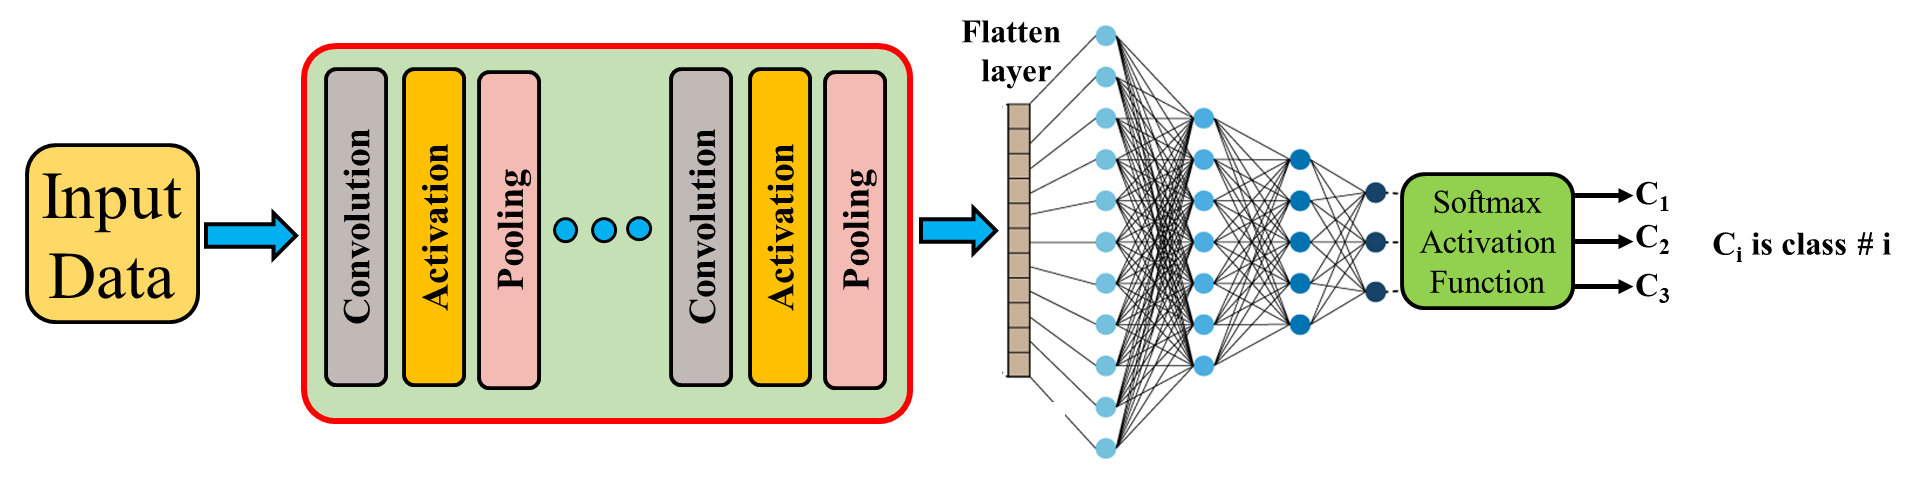 Input
Data
Convolution
Activation
Pooling
Convolution
Activation
Pooling
Flatten
layer
Softmax
Activation
Function
C₁
C₂
C₃
Cᵢ is class # i